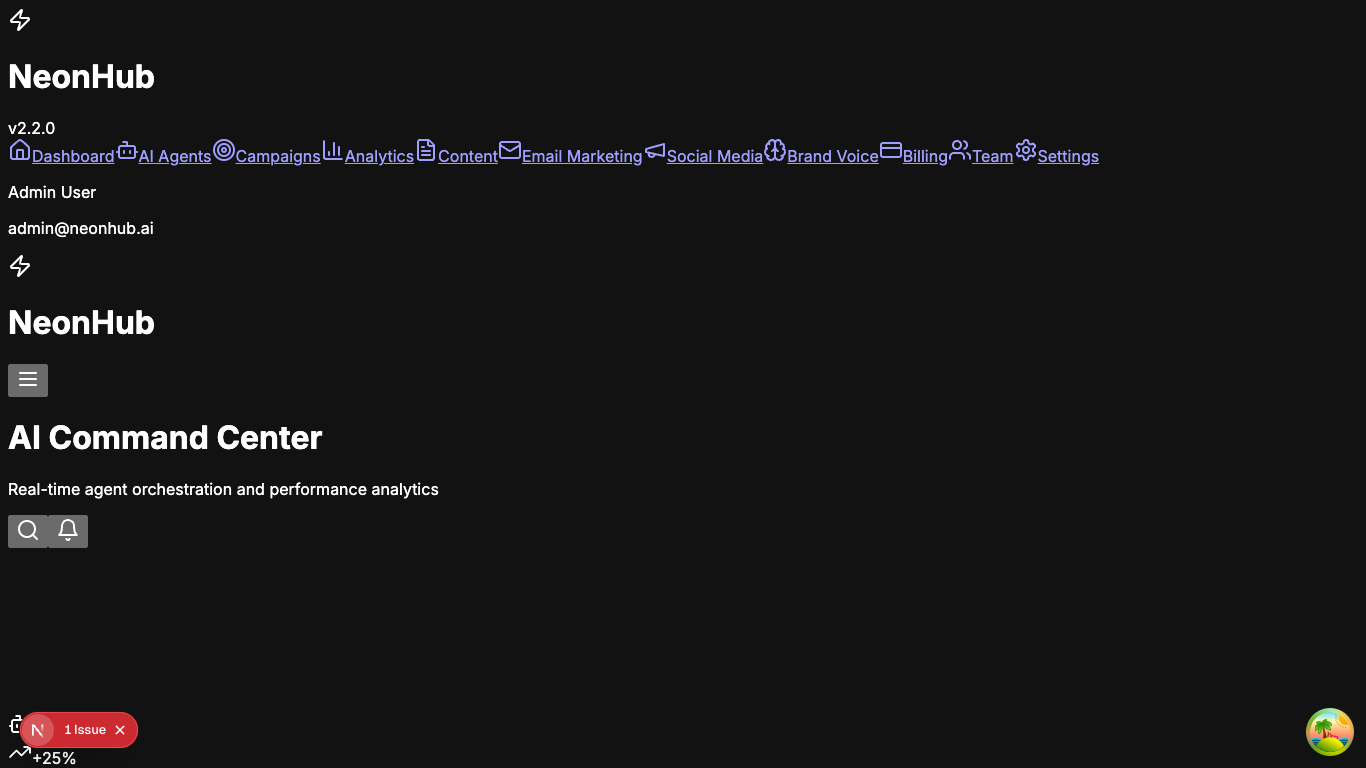 NeonHub
v2.2.0
Dashboard AI Agents Campaigns Analytics Content Email Marketing Social Media Brand Voice Billing Team Settings
Admin User
admin@neonhub.ai
NeonHub
AI Command Center
Real-time agent orchestration and performance analytics
N 1 Issue
+25%